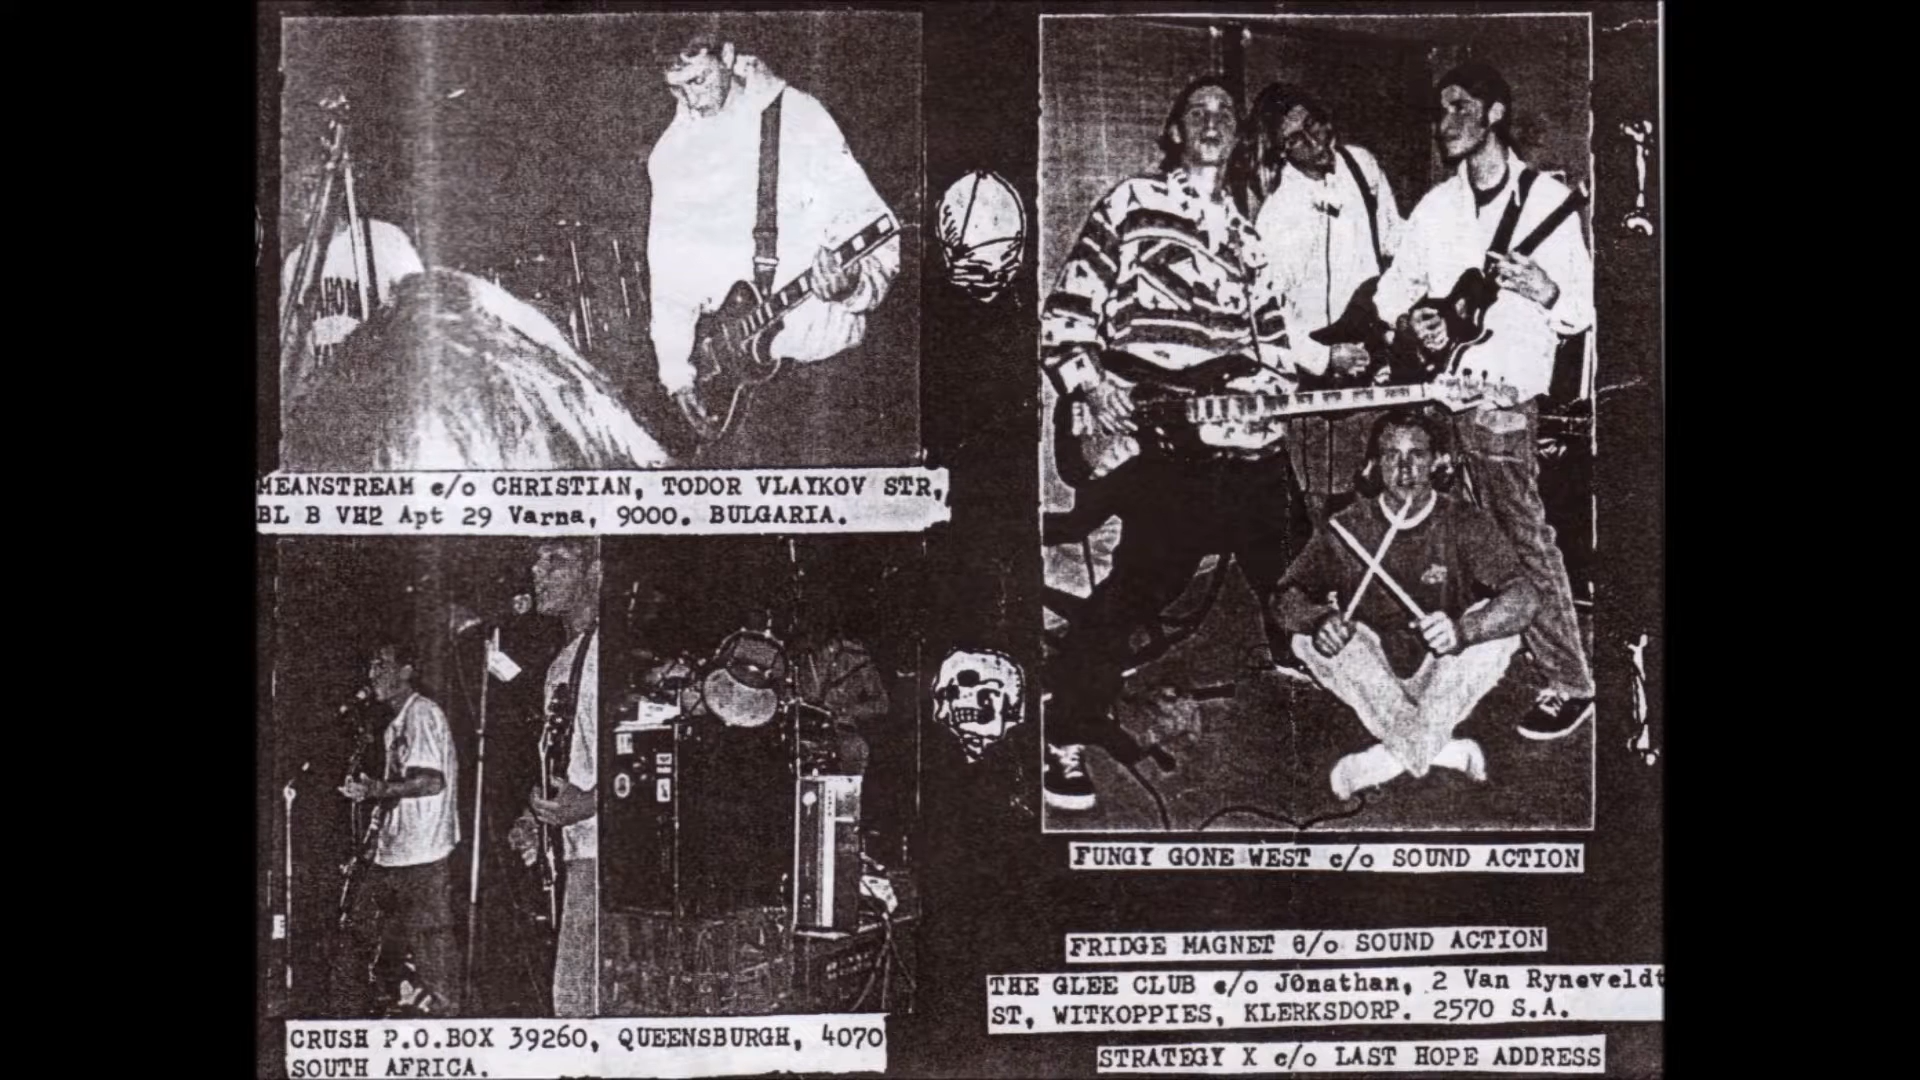 MEANSTREAM c/o CHRISTIAN, TODOR VLAYKOV STR,
BL B VH2 Apt 29 Varna, 9000. BULGARIA.
CRUSH P.O.BOX 39260, QUEENSBURGH, 4070
SOUTH AFRICA.
FUNGY GONE WEST c/o SOUND ACTION
FRIDGE MAGNET c/o SOUND ACTION
THE GLEE CLUB c/o J0nathan, 2 Van Ryneveldt
ST, WITKOPPIES, KLERKSDORP. 2570 S.A.
STRATEGY X c/o LAST HOPE ADDRESS